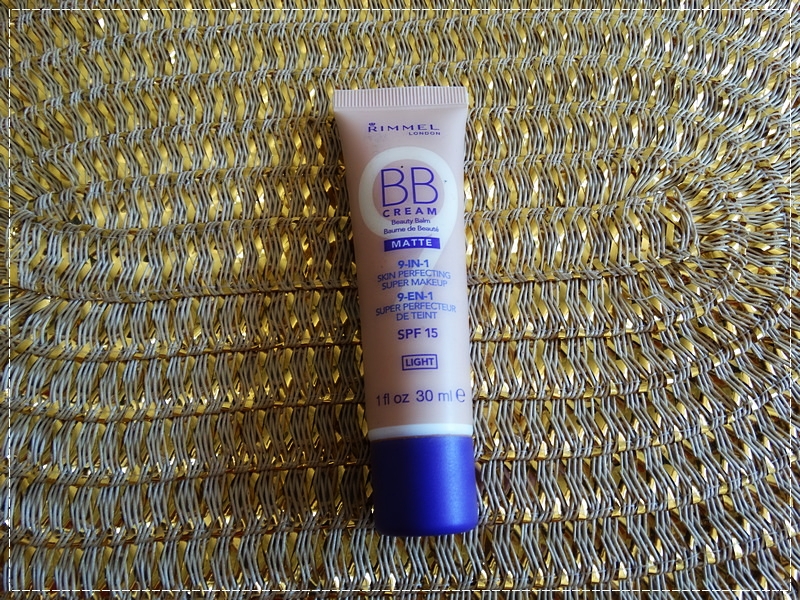 RIMMEL
LONDON
BB
CREAM
Beauty Balm
Baume de Beauté
MATTE
9-IN-1
SKIN PERFECTING
SUPER MAKEUP
9-EN-1
SUPER PERFECTEUR
DE TEINT
SPF 15
LIGHT
1 fl oz 30 ml ℮